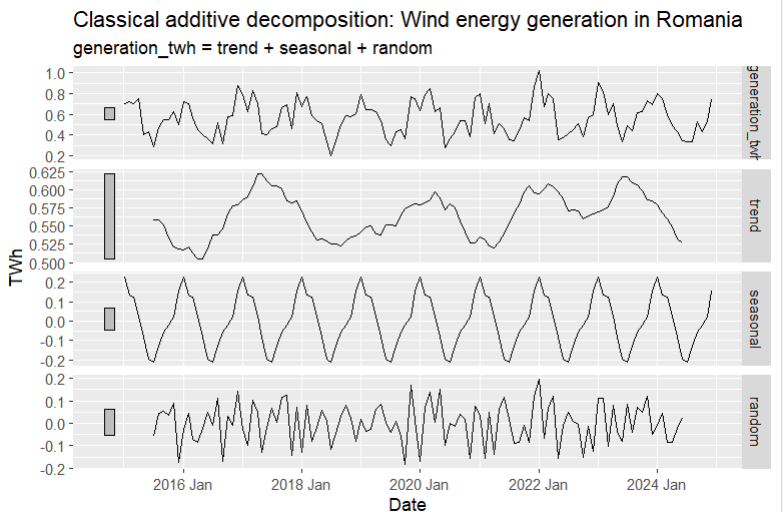 Classical additive decomposition: Wind energy generation in Romania
generation_twh = trend + seasonal + random
1.0
0.8
0.6
0.4
0.2
generation_twh
0.625
0.600
0.575
0.550
0.525
0.500
trend
TWh
0.2
0.1
0.0
-0.1
-0.2
seasonal
0.2
0.1
0.0
-0.1
-0.2
random
2016 Jan
2018 Jan
2020 Jan
2022 Jan
2024 Jan
Date